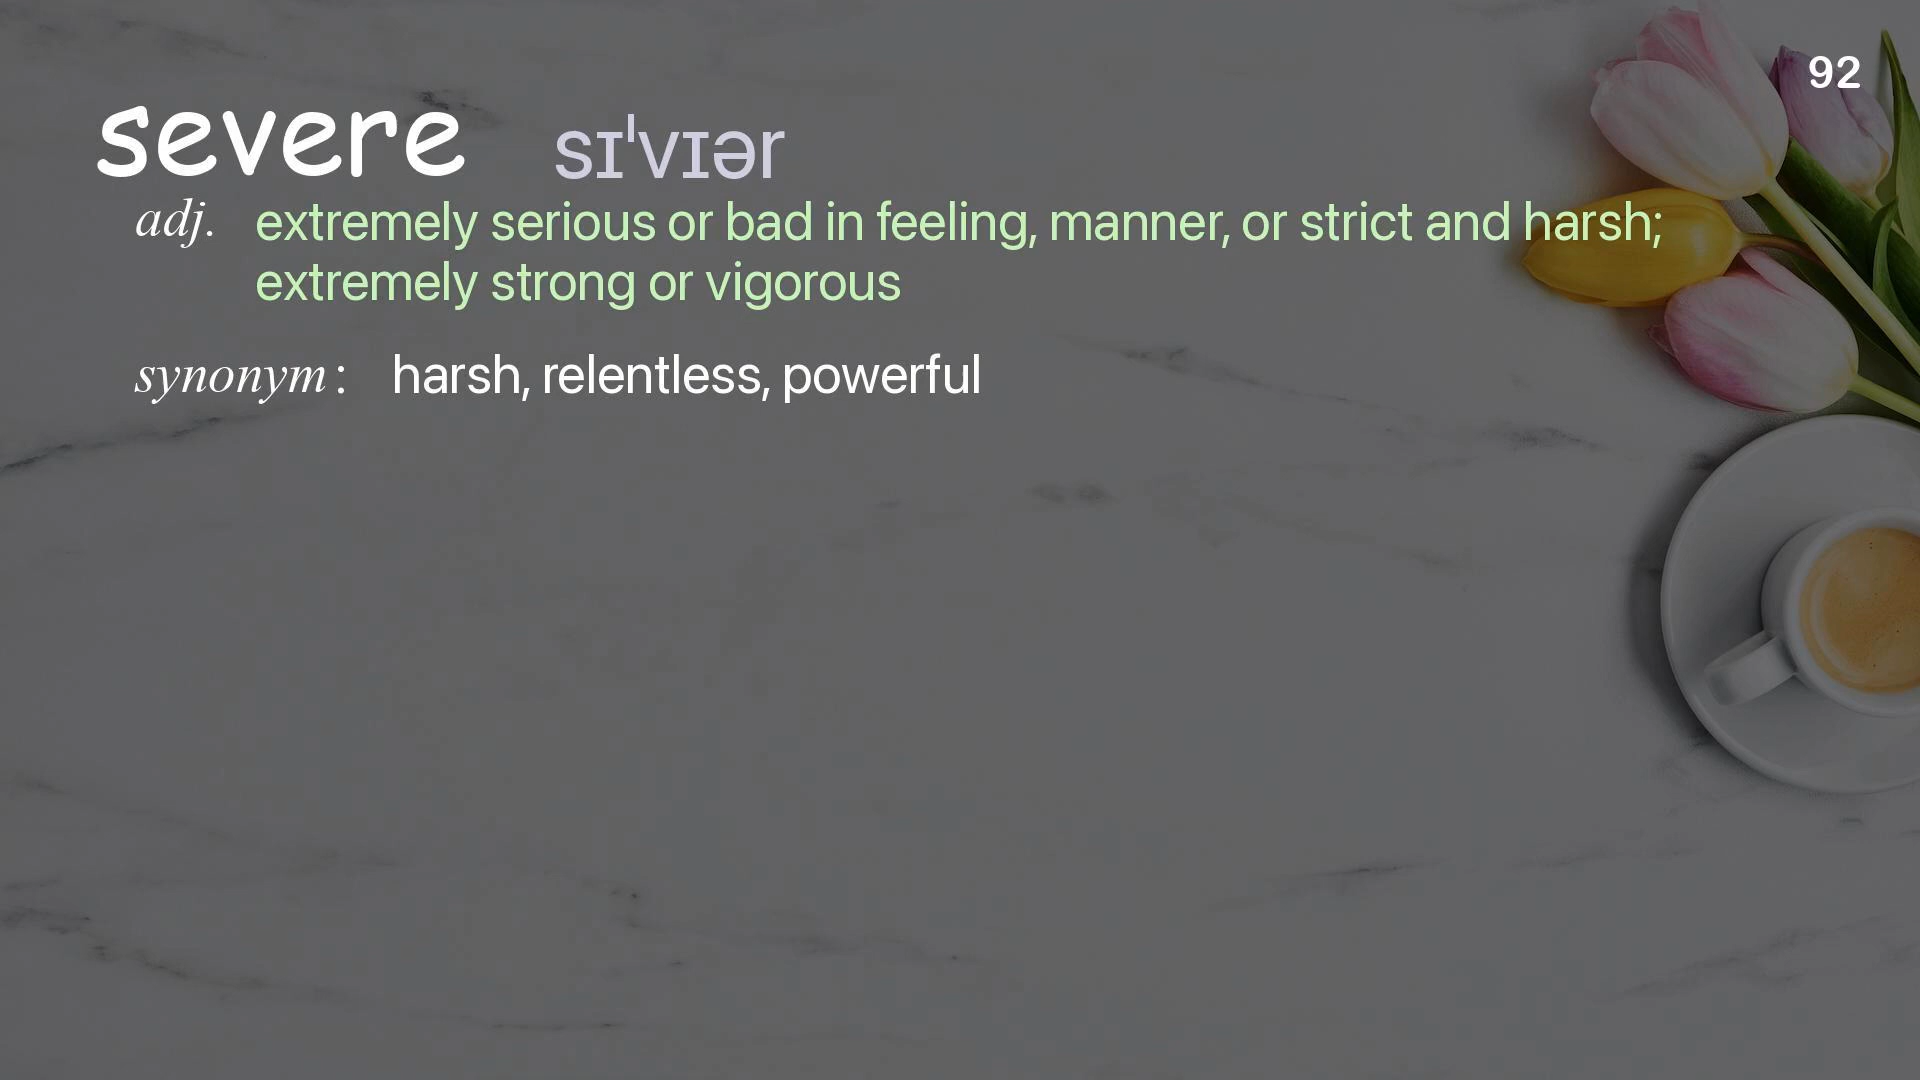 92
severe sɪˈvɪər
adj. extremely serious or bad in feeling, manner, or strict and harsh;
extremely strong or vigorous
synonym : harsh, relentless, powerful